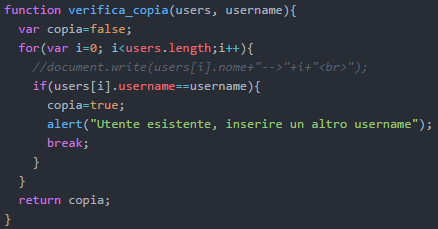 function verifica_copia(users, username){
var copia=false;
for(var i=0; i<users.length;i++){
//document.write(users[i].nome+"-->"+i+"<br>");
if(users[i].username==username){
copia=true;
alert("Utente esistente, inserire un altro username");
break;
}
}
return copia;
}